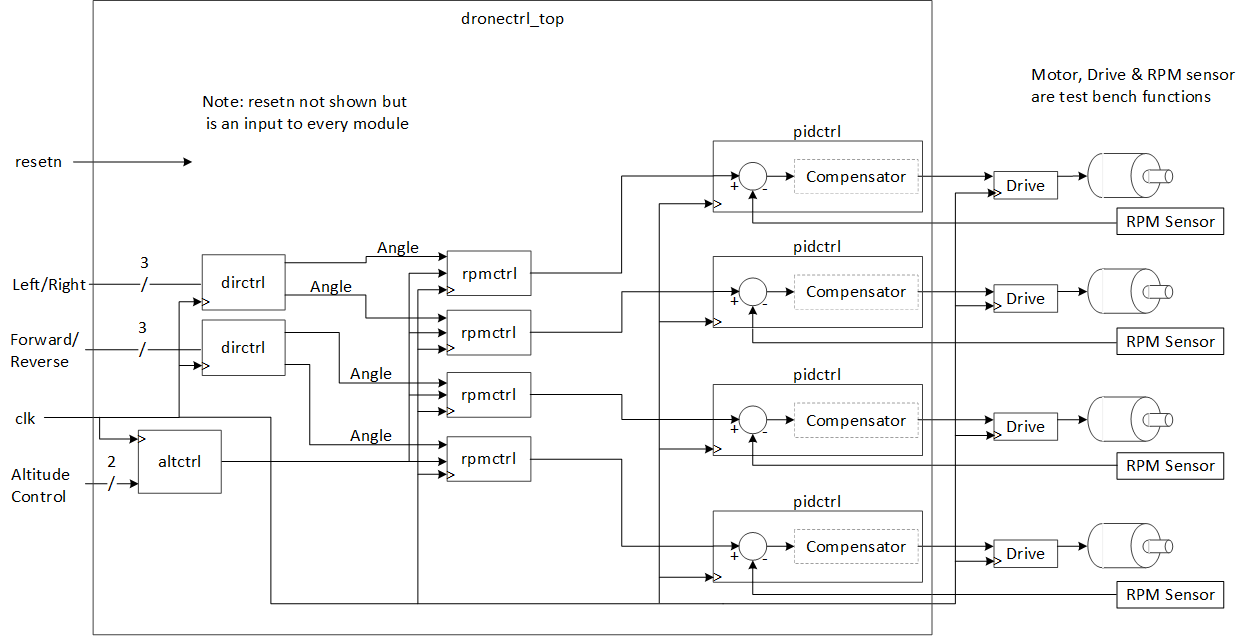 dronectrl_top
Motor, Drive & RPM sensor
are test bench functions
Note: resetn not shown but
is an input to every module
resetn
pidctrl
+
-
Compensator
Drive
RPM Sensor
Left/Right
3
dirctrl
Angle
Angle
rpmctrl
pidctrl
+
-
Compensator
Drive
RPM Sensor
Forward/
Reverse
3
dirctrl
Angle
rpmctrl
rpmctrl
pidctrl
+
-
Compensator
Drive
RPM Sensor
clk
Altitude
Control
2
altctrl
Angle
rpmctrl
pidctrl
+
-
Compensator
Drive
RPM Sensor